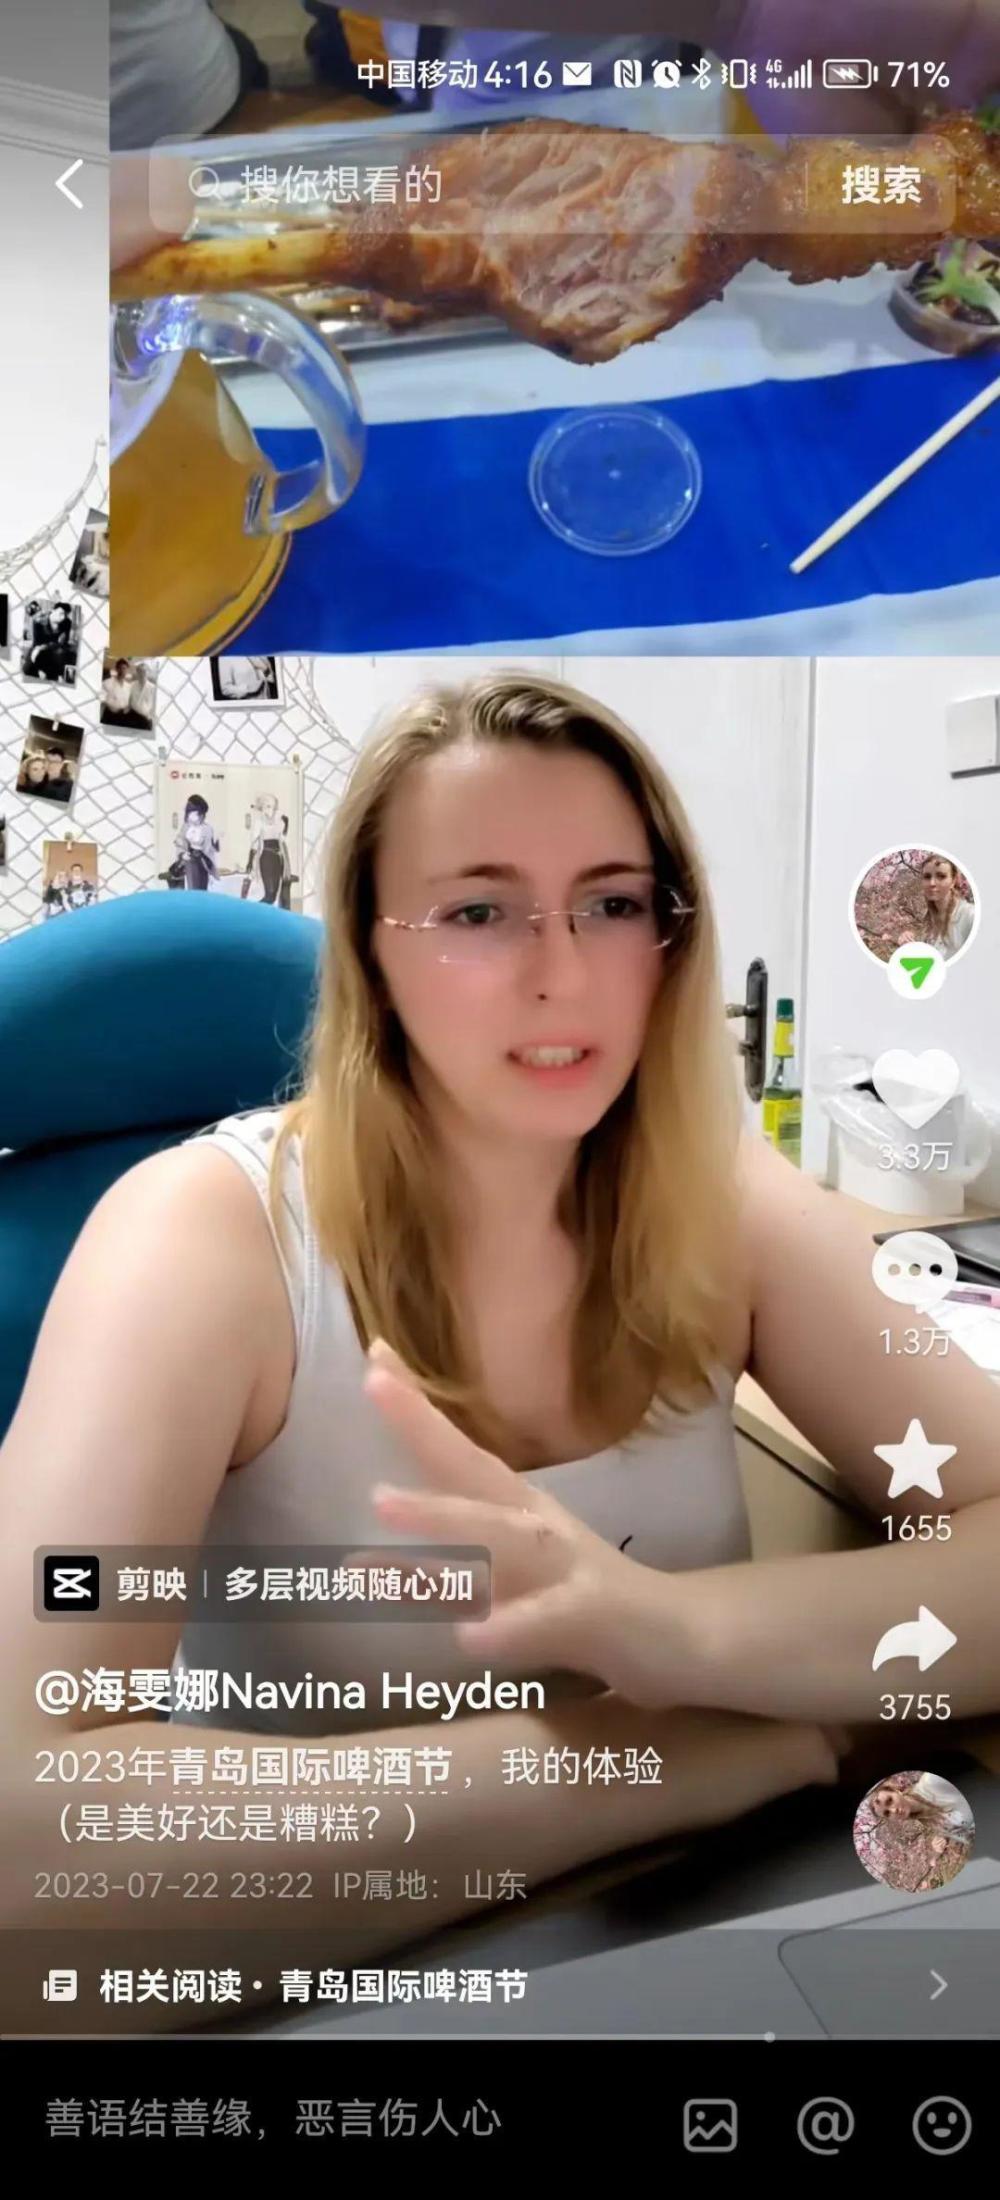 中国移动 4:16 4G 71%
搜你想看的 搜索
3.3万
1.3万
1655
剪映 | 多层视频随心加
3755
@海雯娜Navina Heyden
2023年青岛国际啤酒节，我的体验
（是美好还是糟糕？）
2023-07-22 23:22 IP属地：山东
相关阅读·青岛国际啤酒节
善语结善缘，恶言伤人心